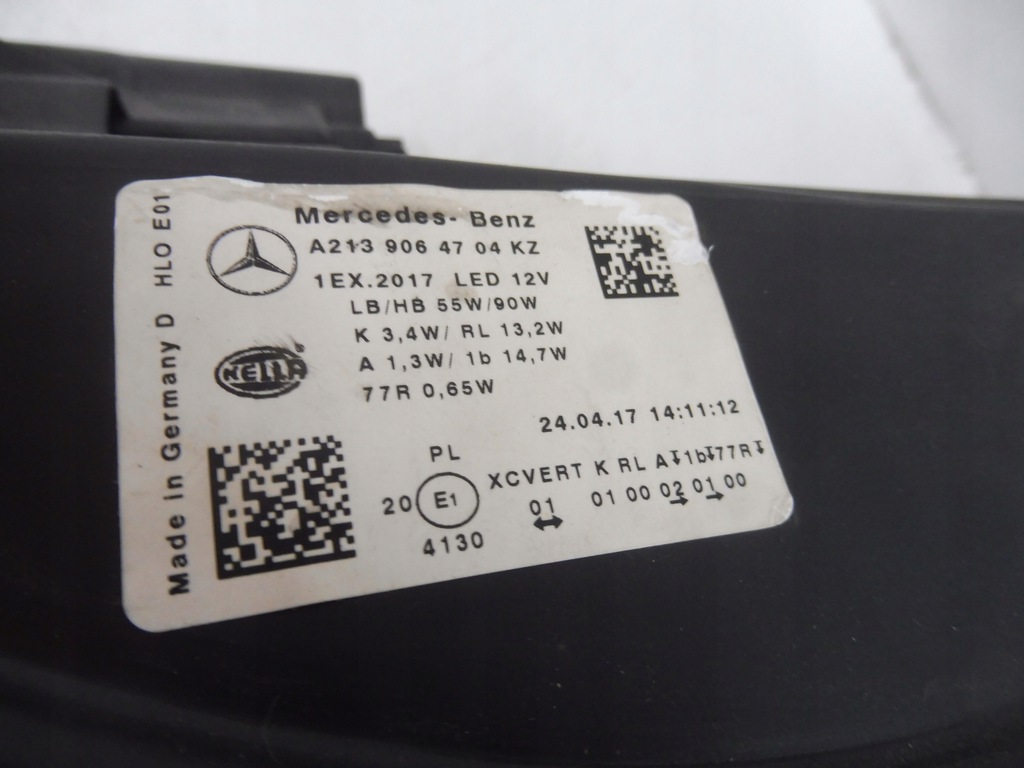 Mercedes-Benz
A213 906 47 04 KZ
1EX.2017 LED 12V
LB/HB 55W/90W
K 3,4W/ RL 13,2W
A 1,3W/ 1b 14,7W
77R 0,65W
HELLA ®
24.04.17 14:11:12
PL
XCVERT K RL A↧1b↧77R↧
20 E1 01 01 00 02 01 00
↔ → →
4130
Made in Germany D HLO E01